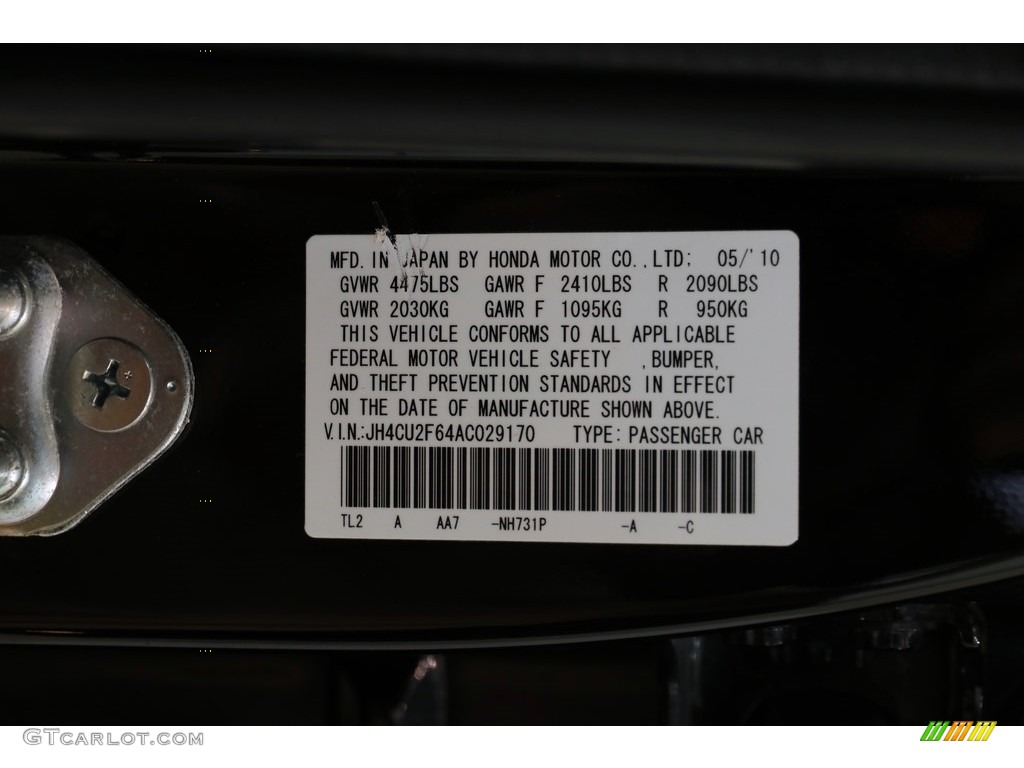 MFD. IN JAPAN BY HONDA MOTOR CO., LTD: 05/'10
GVWR 4475LBS GAWR F 2410LBS R 2090LBS
GVWR 2030KG GAWR F 1095KG R 950KG
THIS VEHICLE CONFORMS TO ALL APPLICABLE
FEDERAL MOTOR VEHICLE SAFETY , BUMPER,
AND THEFT PREVENTION STANDARDS IN EFFECT
ON THE DATE OF MANUFACTURE SHOWN ABOVE.
V.I.N.:JH4CU2F64AC029170 TYPE: PASSENGER CAR
TL2 A AA7 -NH731P -A -C
GTCARLOT.COM